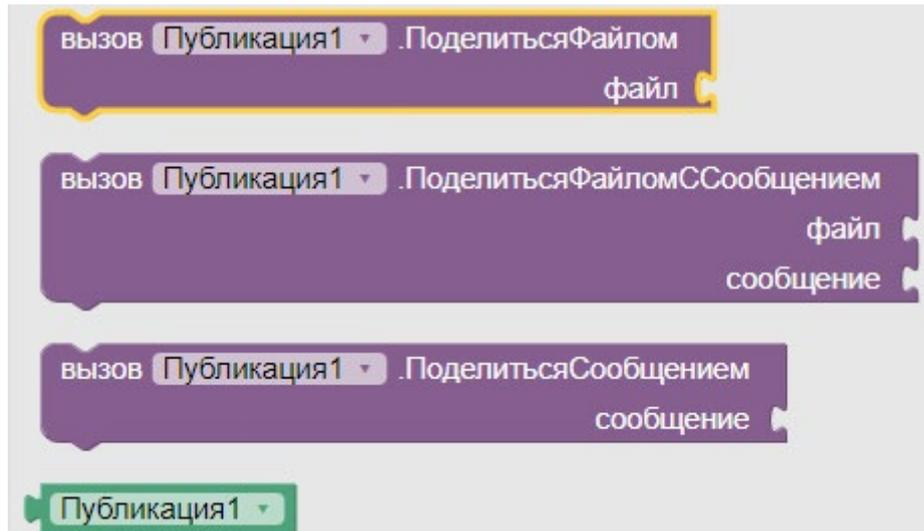 вызов Публикация1 .ПоделитьсяФайлом
файл
вызов Публикация1 .ПоделитьсяФайломССообщением
файл
сообщение
вызов Публикация1 .ПоделитьсяСообщением
сообщение
Публикация1